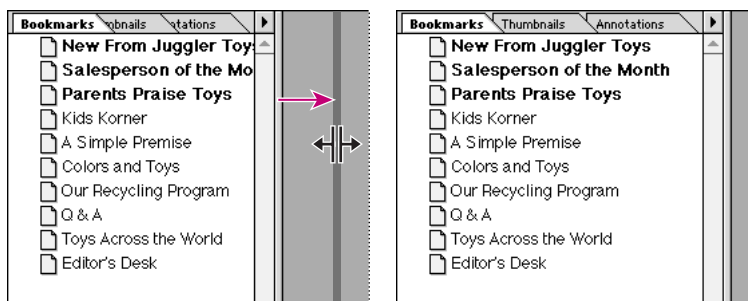 Bookmarks mbnails tations
New From Juggler Toy
Salesperson of the Mo
Parents Praise Toys
Kids Korner
A Simple Premise
Colors and Toys
Our Recycling Program
Q & A
Toys Across the World
Editor's Desk
Bookmarks Thumbnails Annotations
New From Juggler Toys
Salesperson of the Month
Parents Praise Toys
Kids Korner
A Simple Premise
Colors and Toys
Our Recycling Program
Q & A
Toys Across the World
Editor's Desk